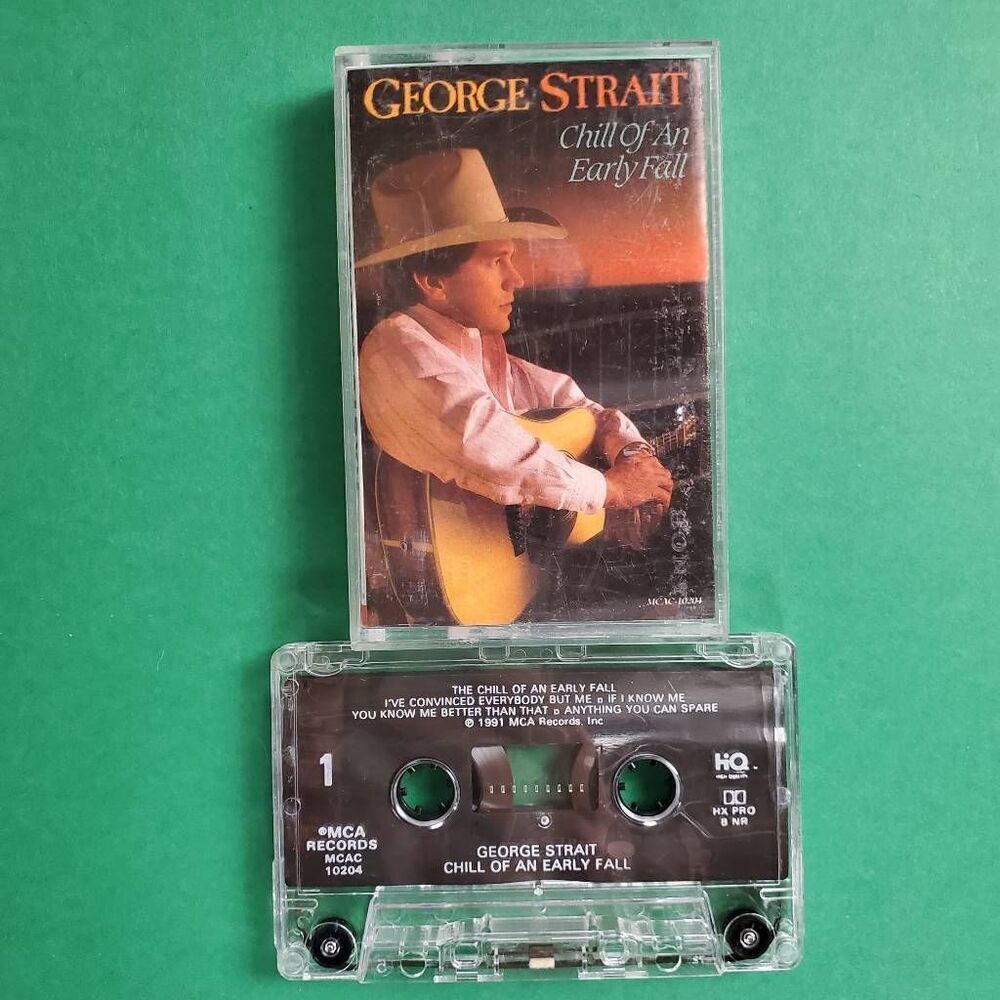 GEORGE STRAIT
Chill Of An
Early Fall
MCAC-10204
THE CHILL OF AN EARLY FALL
I'VE CONVINCED EVERYBODY BUT ME ▫ IF I KNOW ME
YOU KNOW ME BETTER THAN THAT ▫ ANYTHING YOU CAN SPARE
℗ 1991 MCA Records, Inc
1
HiQ
HX PRO
B NR
®MCA
RECORDS
MCAC
10204
GEORGE STRAIT
CHILL OF AN EARLY FALL